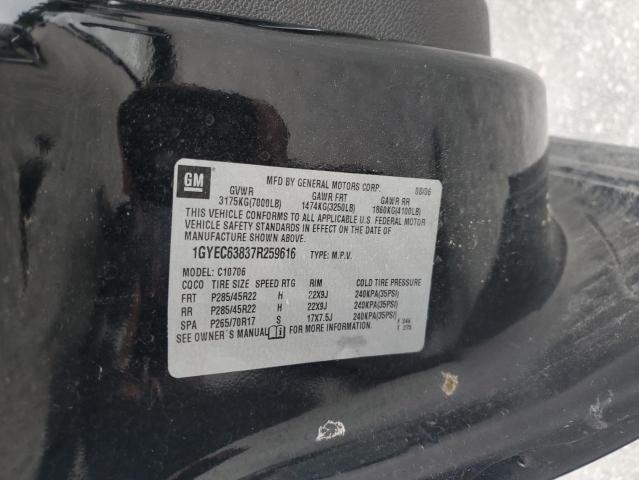 GM
MFD BY GENERAL MOTORS CORP. 08/06
GVWR GAWR FRT GAWR RR
3175KG(7000LB) 1474KG(3250LB) 1860KG(4100LB)
THIS VEHICLE CONFORMS TO ALL APPLICABLE U.S. FEDERAL MOTOR
VEHICLE SAFETY STANDARDS IN EFFECT ON THE DATE OF
MANUFACTURE SHOWN ABOVE.
1GYEC63837R259616 TYPE: M.P.V.
MODEL: C10706
CQCO TIRE SIZE SPEED RTG RIM COLD TIRE PRESSURE
FRT P285/45R22 H 22X9J 240KPA(35PSI)
RR P285/45R22 H 22X9J 240KPA(35PSI)
SPA P265/70R17 S 17X7.5J 240KPA(35PSI)
SEE OWNER'S MANUAL FOR MORE INFORMATION.